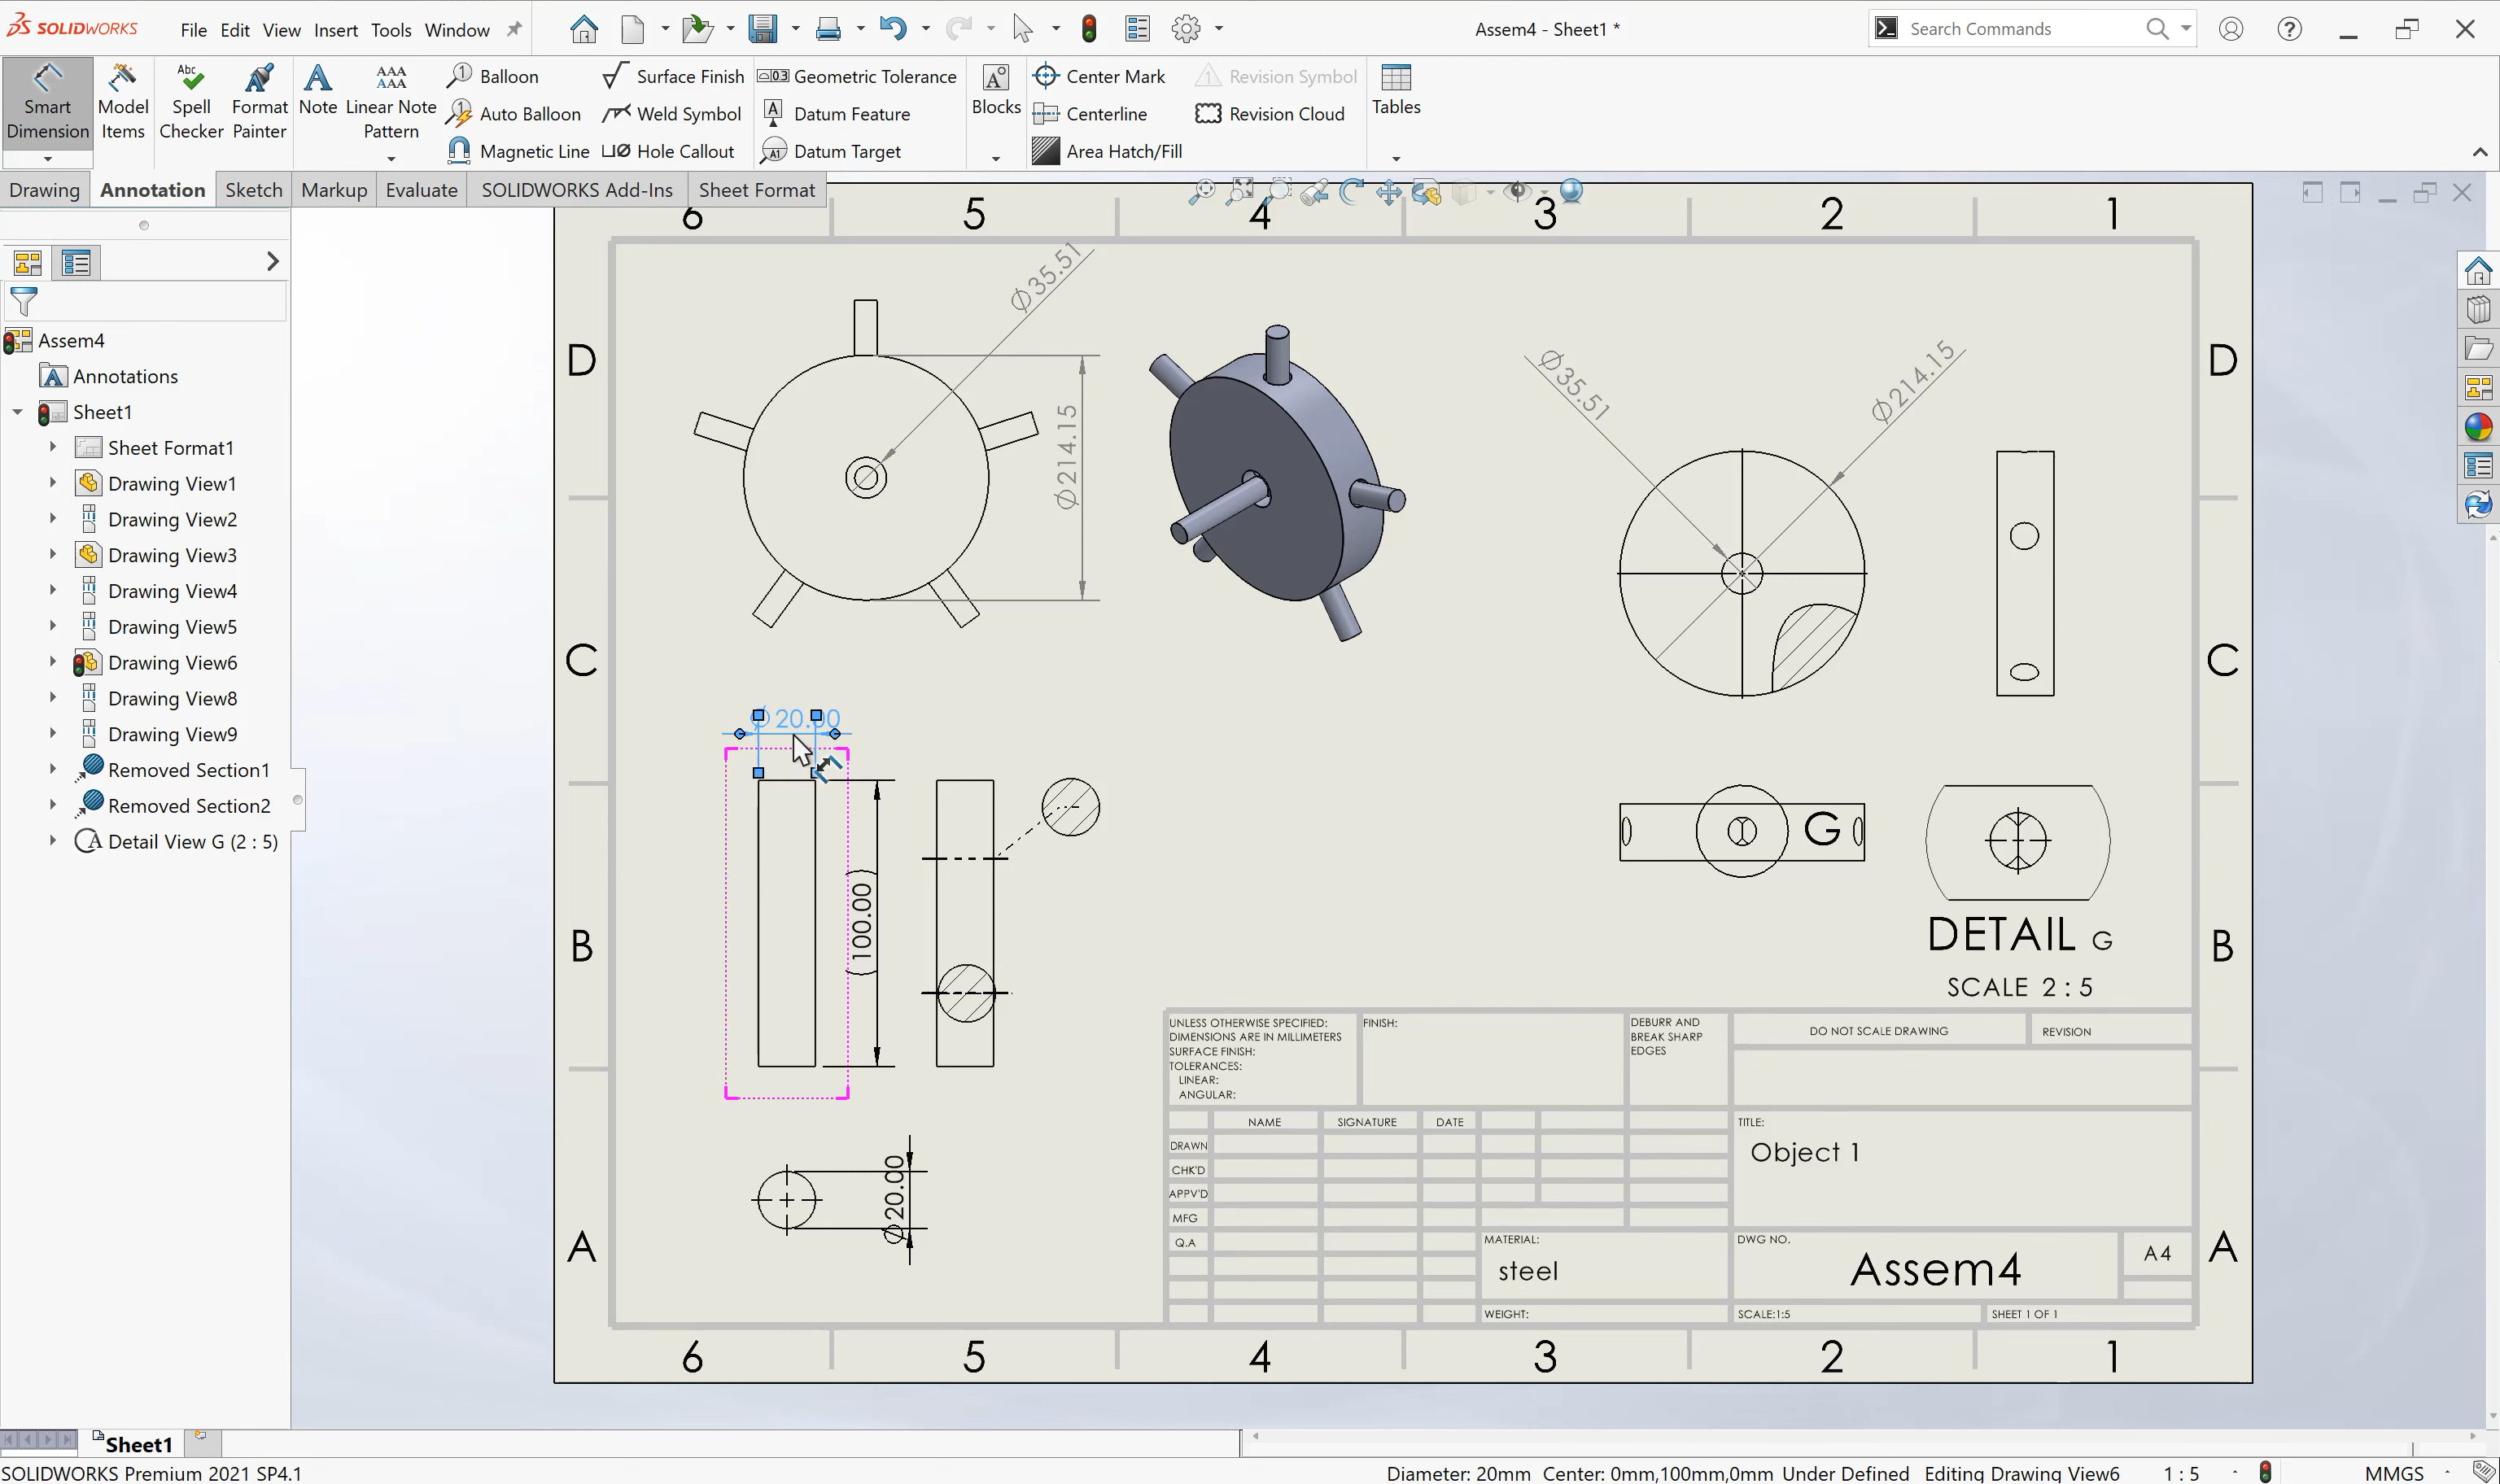 SOLIDWORKS
File Edit View Insert Tools Window
Assem4 - Sheet1 *
Search Commands
Smart Dimension
Model Items
Abc
Spell Checker
Format Painter
Note
AAA
AAA
Linear Note Pattern
Balloon
Auto Balloon
Magnetic Line
Surface Finish
Weld Symbol
Hole Callout
Geometric Tolerance
Datum Feature
Datum Target
Blocks
Center Mark
Centerline
Area Hatch/Fill
Revision Symbol
Revision Cloud
Tables
Drawing
Annotation
Sketch
Markup
Evaluate
SOLIDWORKS Add-Ins
Sheet Format
Assem4
Annotations
Sheet1
Sheet Format1
Drawing View1
Drawing View2
Drawing View3
Drawing View4
Drawing View5
Drawing View6
Drawing View8
Drawing View9
Removed Section1
Removed Section2
Detail View G (2 : 5)
6 5 4 3 2 1
D
C
B
A
Ø35.51
Ø214.15
Ø35.51
Ø214.15
D
C
B
A
Ø20.00
100.00
Ø20.00
G
DETAIL G
SCALE 2 : 5
UNLESS OTHERWISE SPECIFIED:
DIMENSIONS ARE IN MILLIMETERS
SURFACE FINISH:
TOLERANCES:
LINEAR:
ANGULAR:
FINISH:
DEBURR AND
BREAK SHARP
EDGES
DO NOT SCALE DRAWING
REVISION
NAME
SIGNATURE
DATE
DRAWN
CHK'D
APPV'D
MFG
Q.A
TITLE:
Object 1
MATERIAL:
steel
DWG NO.
Assem4
A4
WEIGHT:
SCALE:1:5
SHEET 1 OF 1
6 5 4 3 2 1
Sheet1
SOLIDWORKS Premium 2021 SP4.1
Diameter: 20mm Center: 0mm,100mm,0mm Under Defined Editing Drawing View6 1 : 5 MMGS